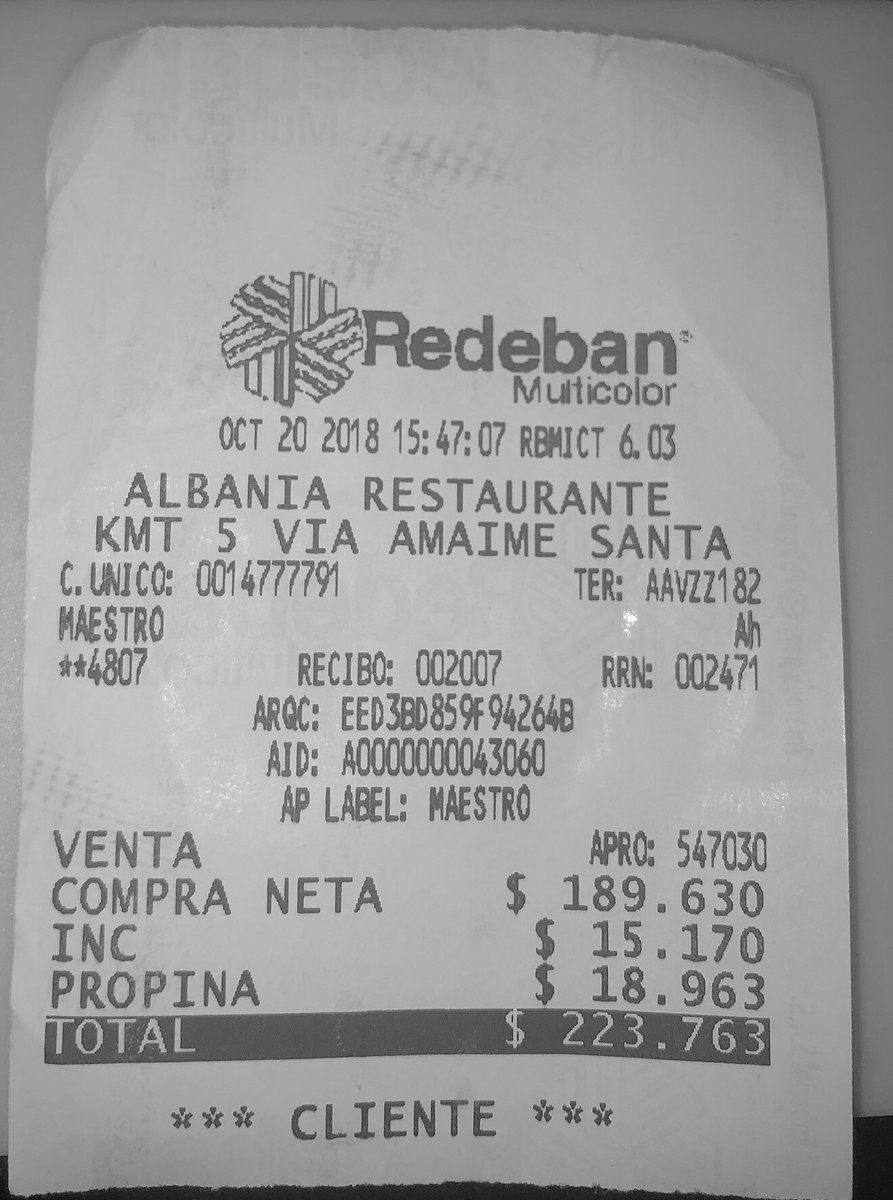 Redeban®
Multicolor
OCT 20 2018 15:47:07 RBMICT 6.03
ALBANIA RESTAURANTE
KMT 5 VIA AMAIME SANTA
C.UNICO: 0014777791 TER: AAVZZ182
MAESTRO Ah
**4807 RECIBO: 002007 RRN: 002471
ARQC: EED3BD859F94264B
AID: A0000000043060
AP LABEL: MAESTRO
VENTA APRO: 547030
COMPRA NETA $ 189.630
INC $ 15.170
PROPINA $ 18.963
TOTAL $ 223.763
*** CLIENTE ***